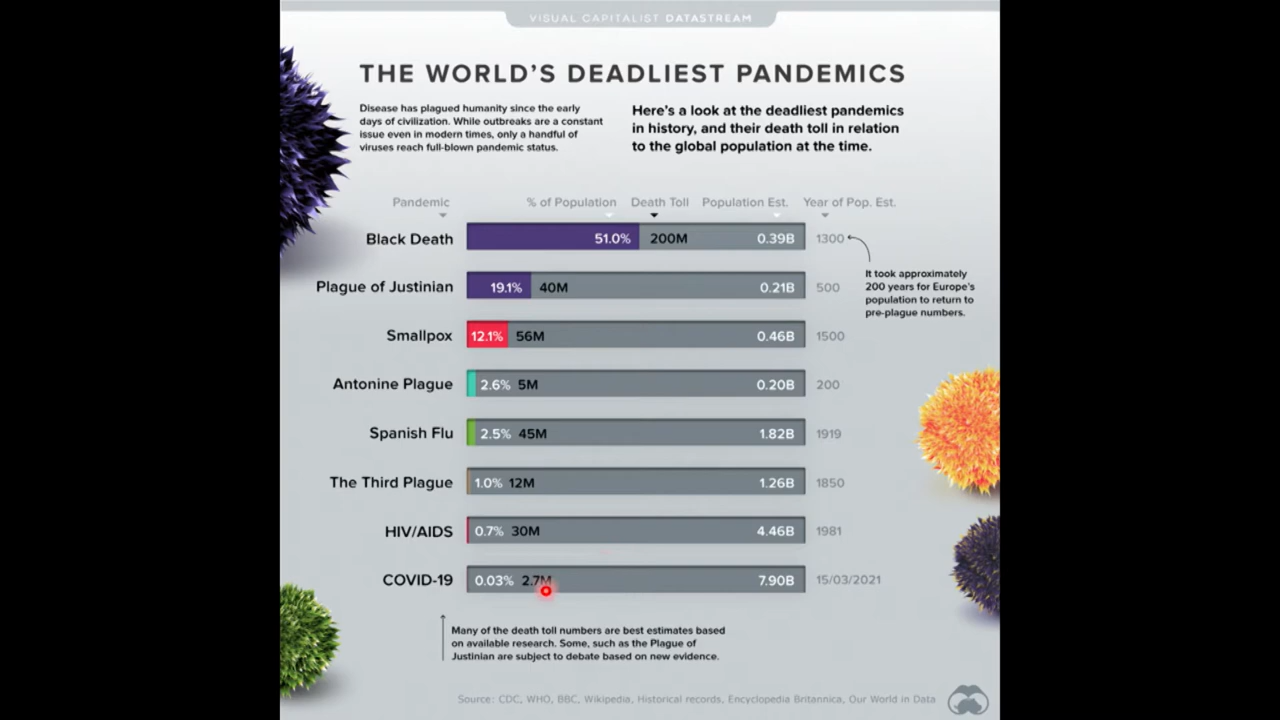 VISUAL CAPITALIST DATASTREAM
THE WORLD'S DEADLIEST PANDEMICS
Disease has plagued humanity since the early
days of civilization. While outbreaks are a constant
issue even in modern times, only a handful of
viruses reach full-blown pandemic status.
Here's a look at the deadliest pandemics
in history, and their death toll in relation
to the global population at the time.
Pandemic % of Population Death Toll Population Est. Year of Pop. Est.
Black Death 51.0% 200M 0.39B 1300
It took approximately
200 years for Europe's
population to return to
pre-plague numbers.
Plague of Justinian 19.1% 40M 0.21B 500
Smallpox 12.1% 56M 0.46B 1500
Antonine Plague 2.6% 5M 0.20B 200
Spanish Flu 2.5% 45M 1.82B 1919
The Third Plague 1.0% 12M 1.26B 1850
HIV/AIDS 0.7% 30M 4.46B 1981
COVID-19 0.03% 2.7M 7.90B 15/03/2021
Many of the death toll numbers are best estimates based
on available research. Some, such as the Plague of
Justinian are subject to debate based on new evidence.
Source: CDC, WHO, BBC, Wikipedia, Historical records, Encyclopedia Britannica, Our World in Data